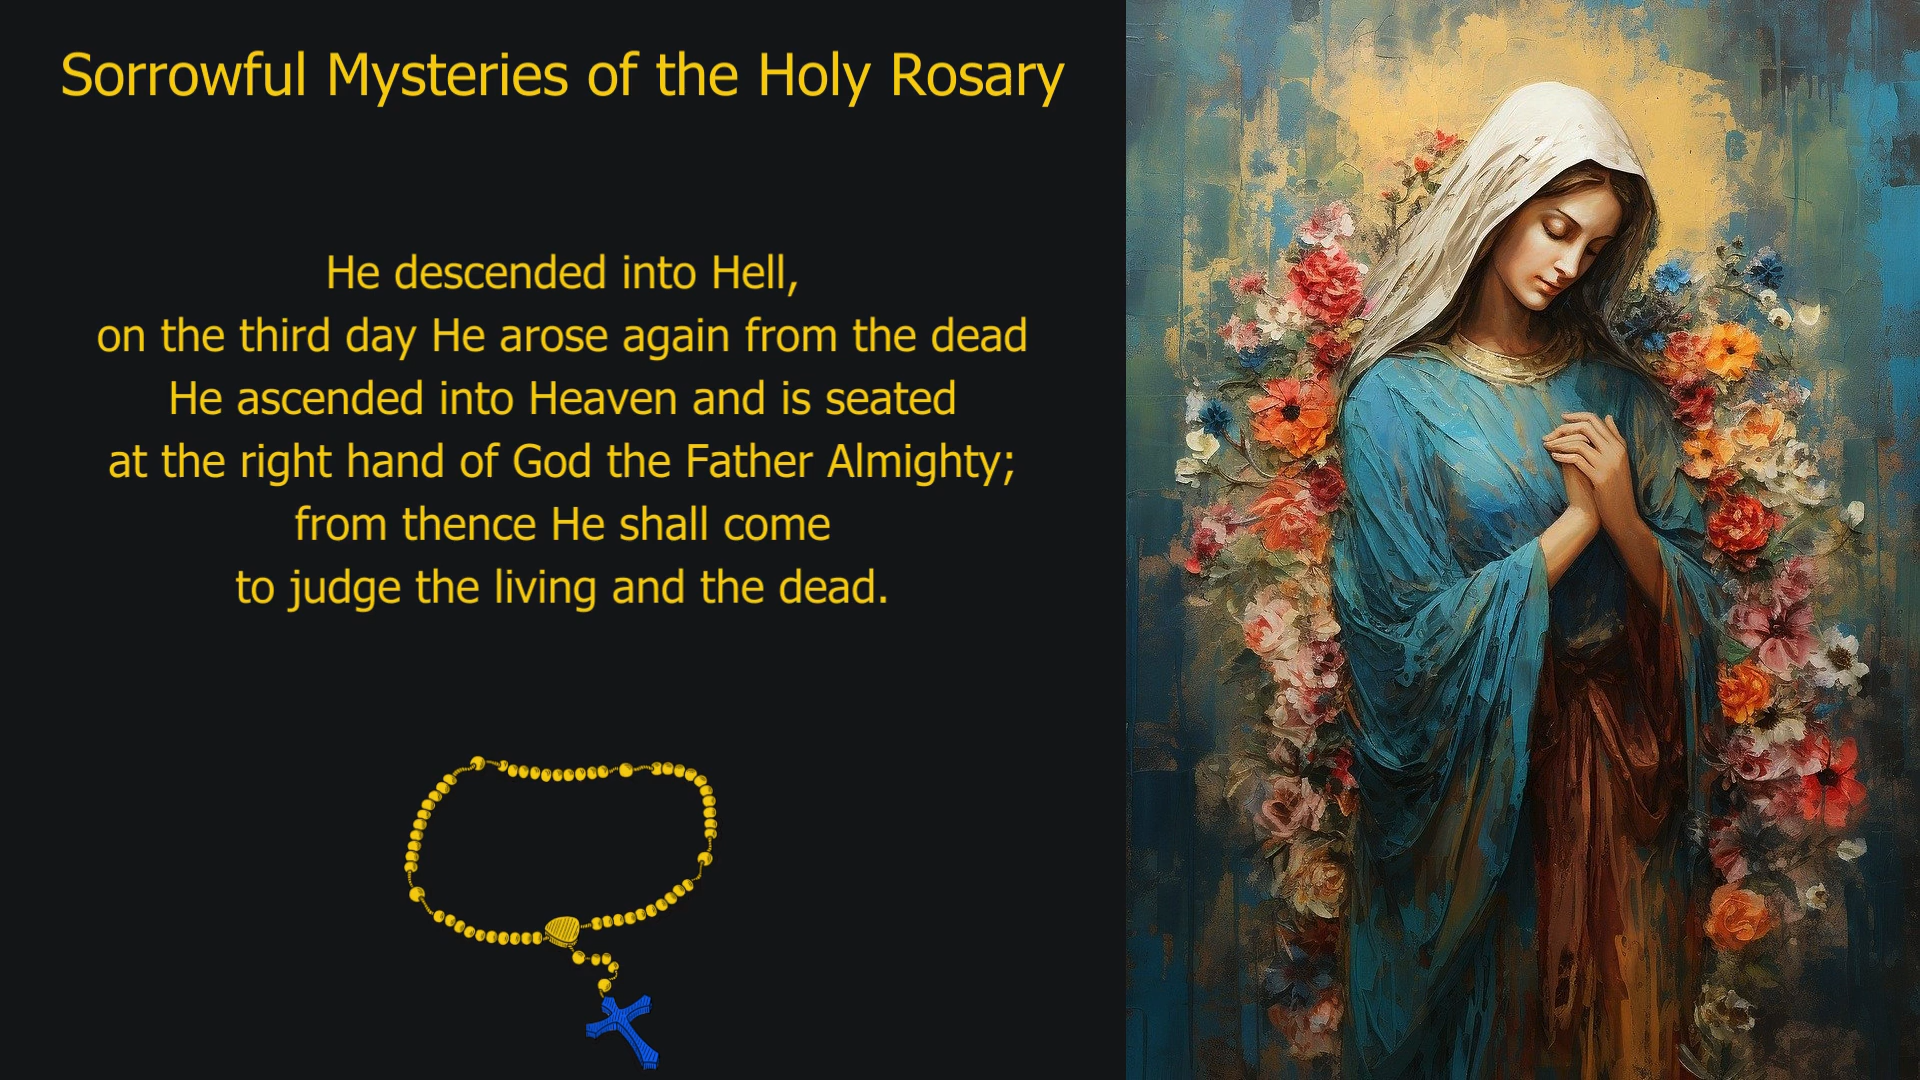 Sorrowful Mysteries of the Holy Rosary
He descended into Hell,
on the third day He arose again from the dead
He ascended into Heaven and is seated
at the right hand of God the Father Almighty;
from thence He shall come
to judge the living and the dead.